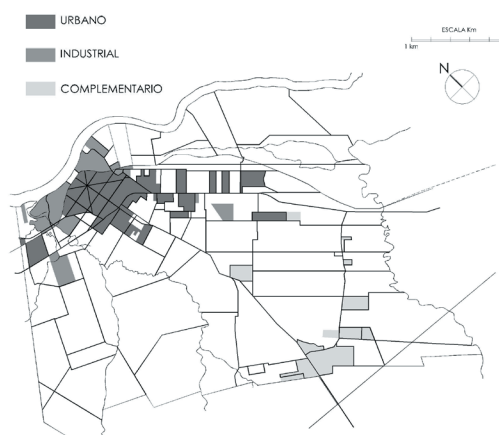 URBANO
INDUSTRIAL
COMPLEMENTARIO
ESCALA Km
1 km
N